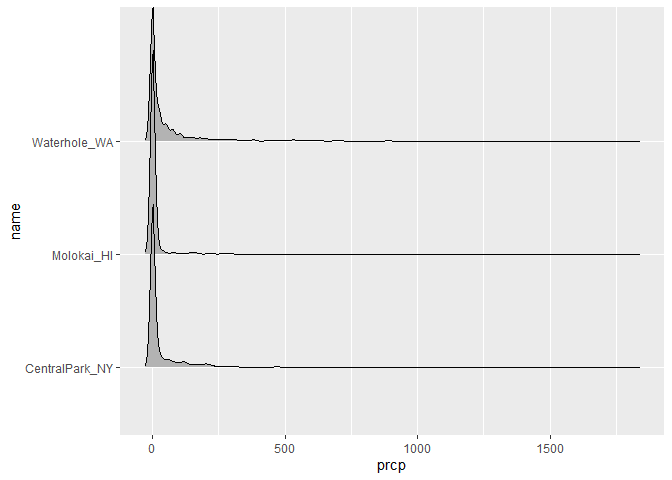 Waterhole_WA
Molokai_HI
CentralPark_NY
name
0 500 1000 1500
prcp